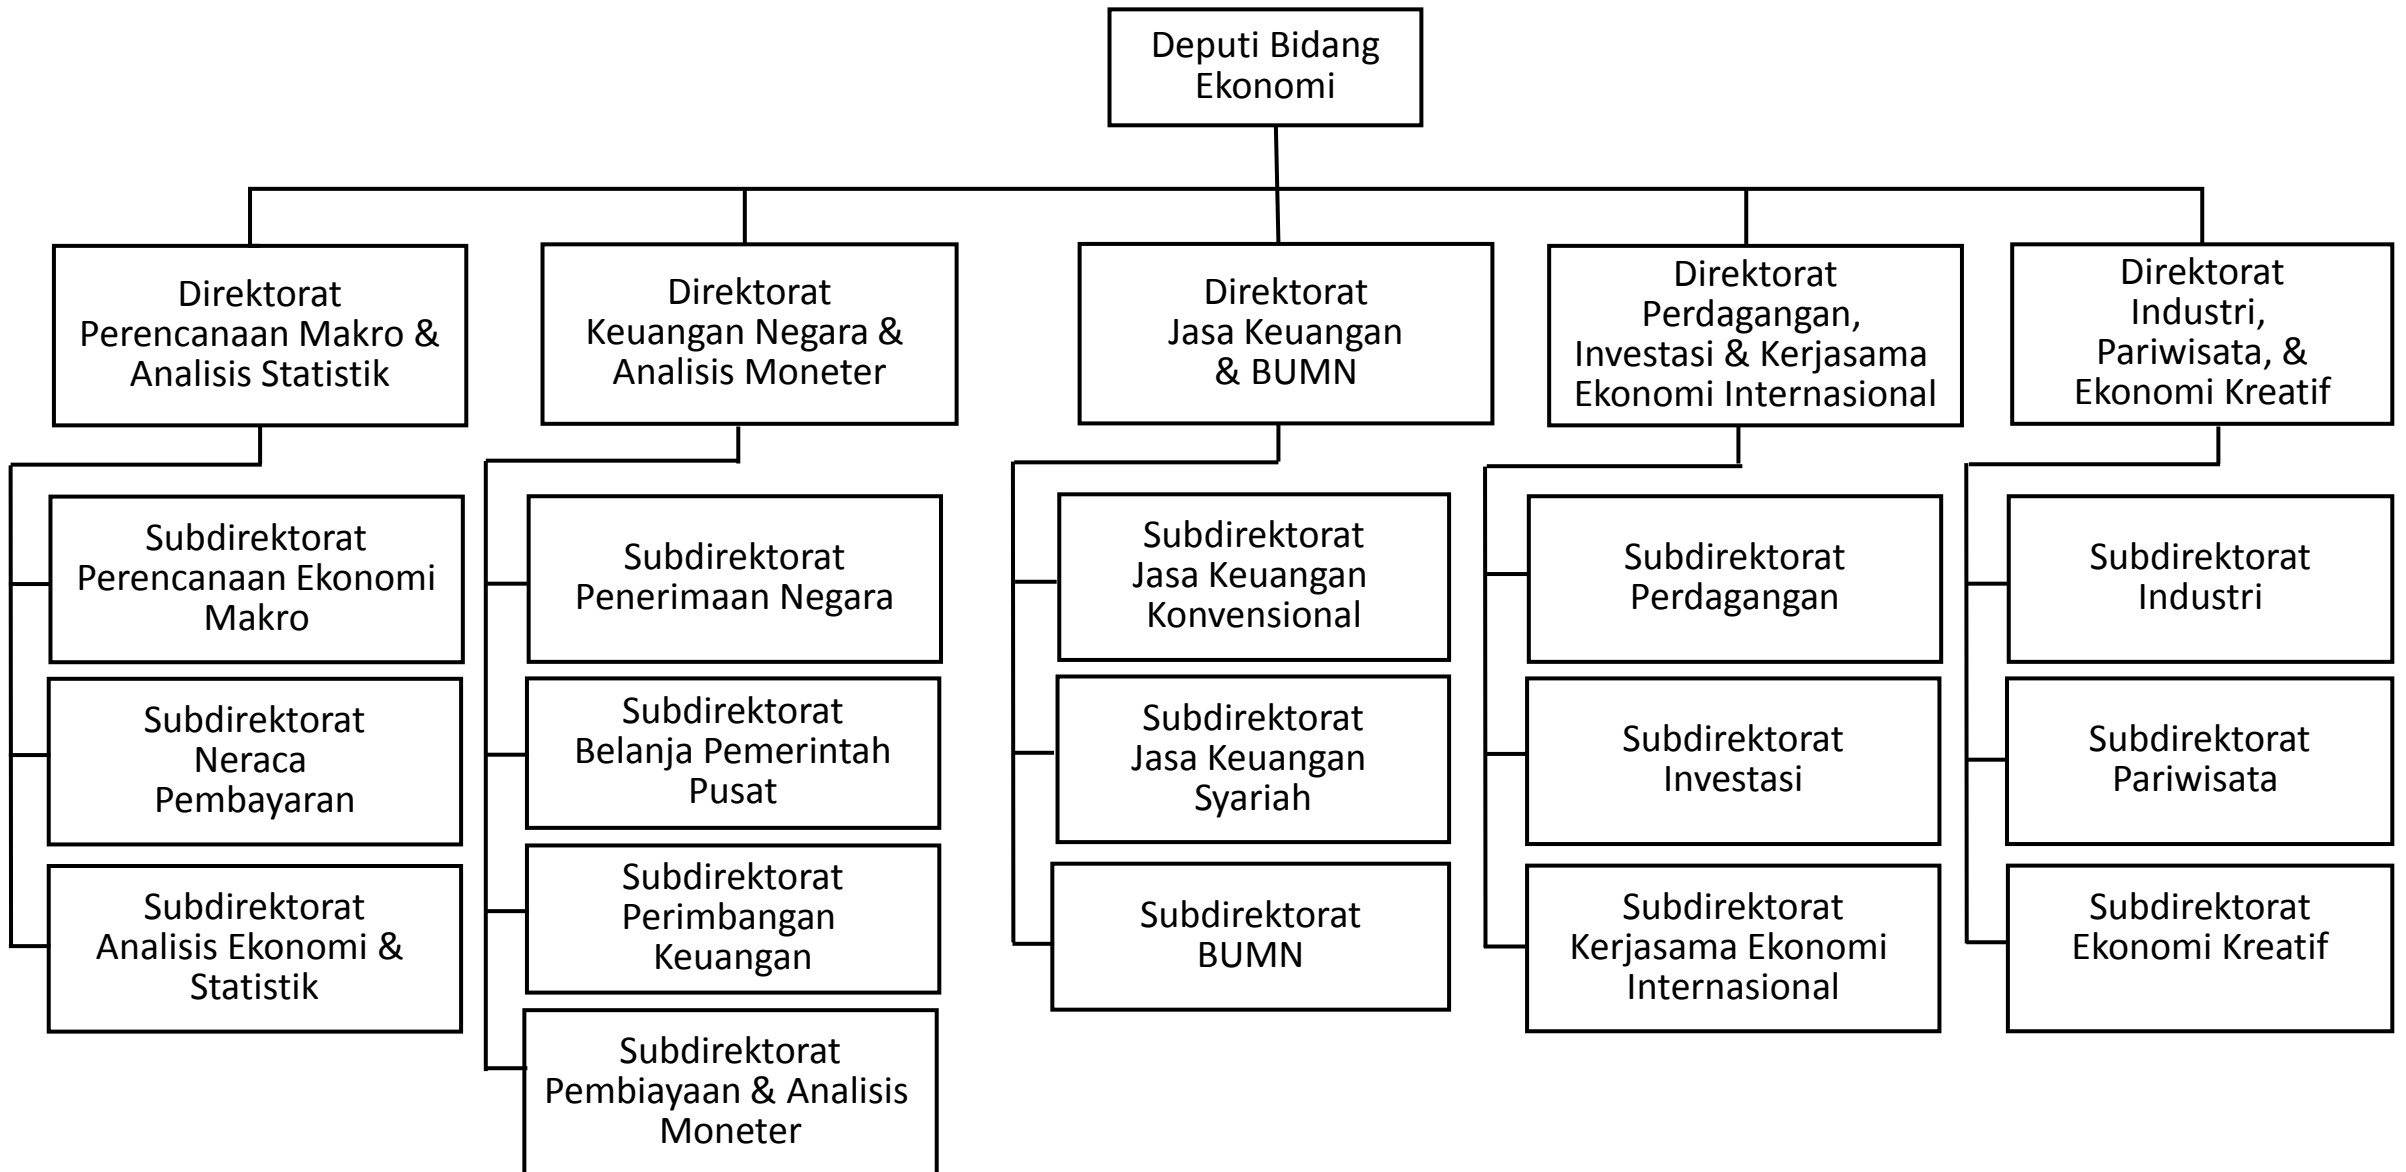 Deputi Bidang
Ekonomi
Direktorat
Perencanaan Makro &
Analisis Statistik
Direktorat
Keuangan Negara &
Analisis Moneter
Direktorat
Jasa Keuangan
& BUMN
Direktorat
Perdagangan,
Investasi & Kerjasama
Ekonomi Internasional
Direktorat
Industri,
Pariwisata, &
Ekonomi Kreatif
Subdirektorat
Perencanaan Ekonomi
Makro
Subdirektorat
Neraca
Pembayaran
Subdirektorat
Analisis Ekonomi &
Statistik
Subdirektorat
Penerimaan Negara
Subdirektorat
Belanja Pemerintah
Pusat
Subdirektorat
Perimbangan
Keuangan
Subdirektorat
Pembiayaan & Analisis
Moneter
Subdirektorat
Jasa Keuangan
Konvensional
Subdirektorat
Jasa Keuangan
Syariah
Subdirektorat
BUMN
Subdirektorat
Perdagangan
Subdirektorat
Investasi
Subdirektorat
Kerjasama Ekonomi
Internasional
Subdirektorat
Industri
Subdirektorat
Pariwisata
Subdirektorat
Ekonomi Kreatif